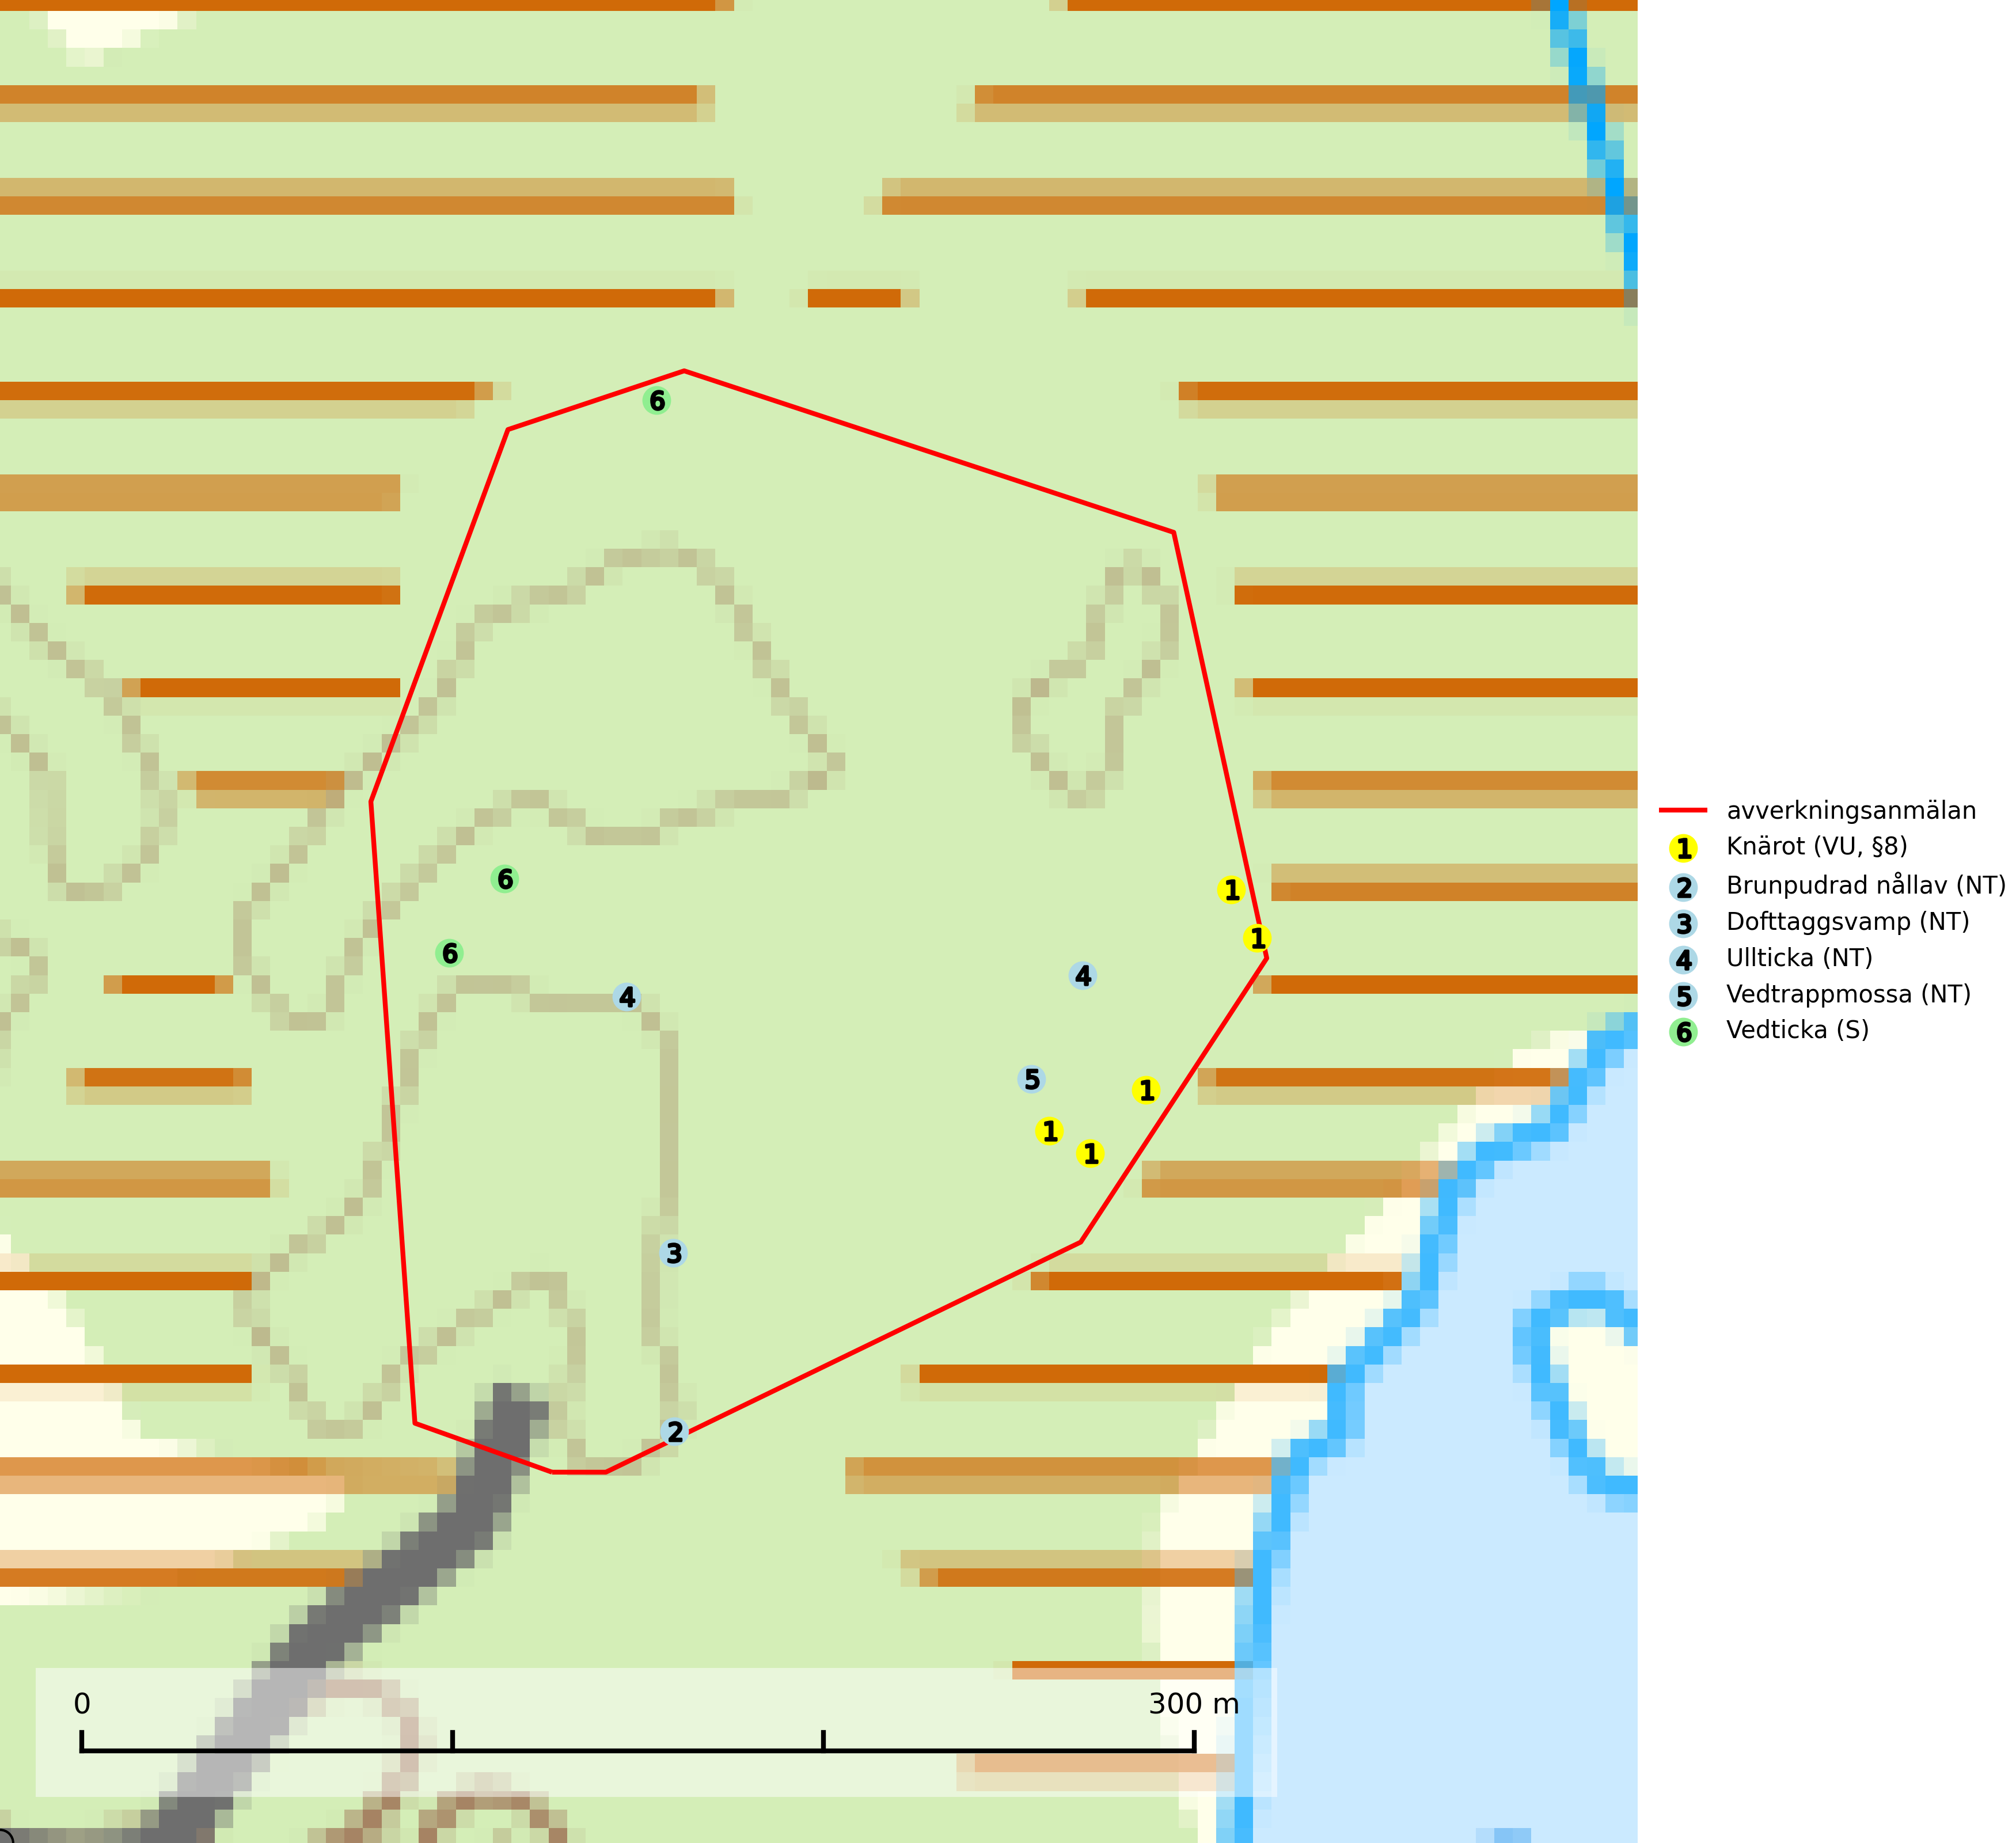 6
6
1
1
6
4
4
5
1
1
1
3
2
0 300 m
avverkningsanmälan
1 Knärot (VU, §8)
2 Brunpudrad nållav (NT)
3 Dofttaggsvamp (NT)
4 Ullticka (NT)
5 Vedtrappmossa (NT)
6 Vedticka (S)